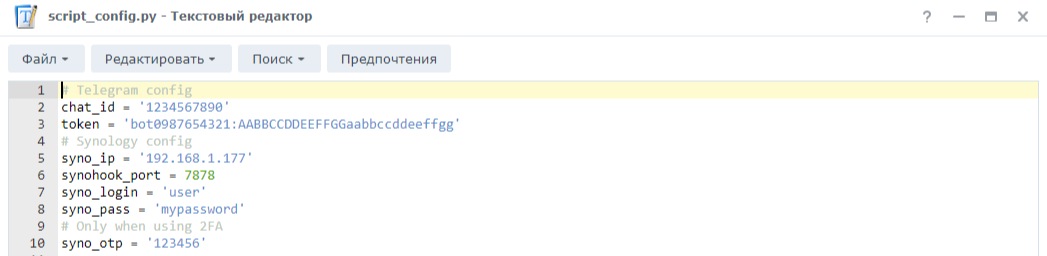 script_config.py - Текстовый редактор
Файл Редактировать Поиск Предпочтения
1 # Telegram config
2 chat_id = '1234567890'
3 token = 'bot0987654321:AABBCCDDEEFFGGaabbccddeeffgg'
4 # Synology config
5 syno_ip = '192.168.1.177'
6 synohook_port = 7878
7 syno_login = 'user'
8 syno_pass = 'mypassword'
9 # Only when using 2FA
10 syno_otp = '123456'